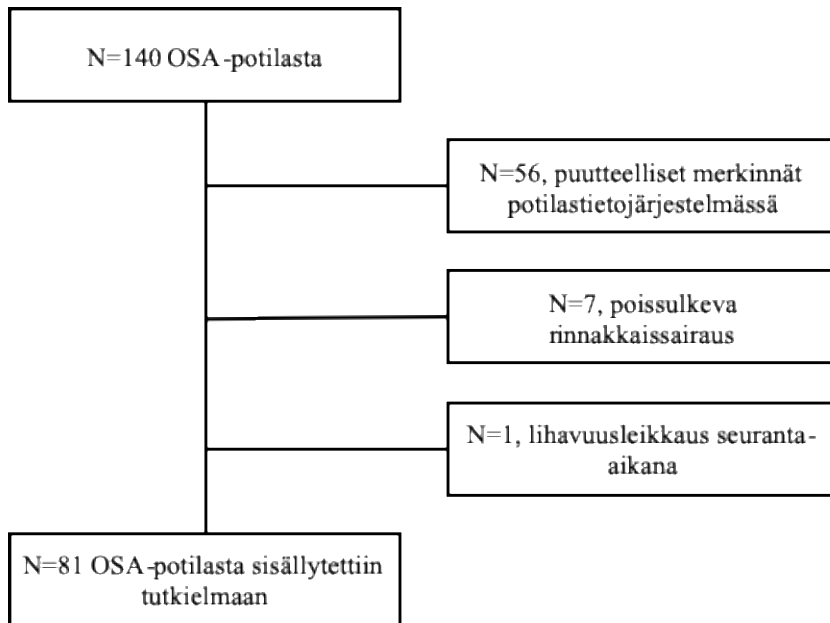 N=140 OSA-potilasta
N=56, puutteelliset merkinnät
potilastietojärjestelmässä
N=7, poissulkeva
rinnakkaissairaus
N=1, lihavuusleikkaus seuranta-
aikana
N=81 OSA-potilasta sisällytettiin
tutkielmaan